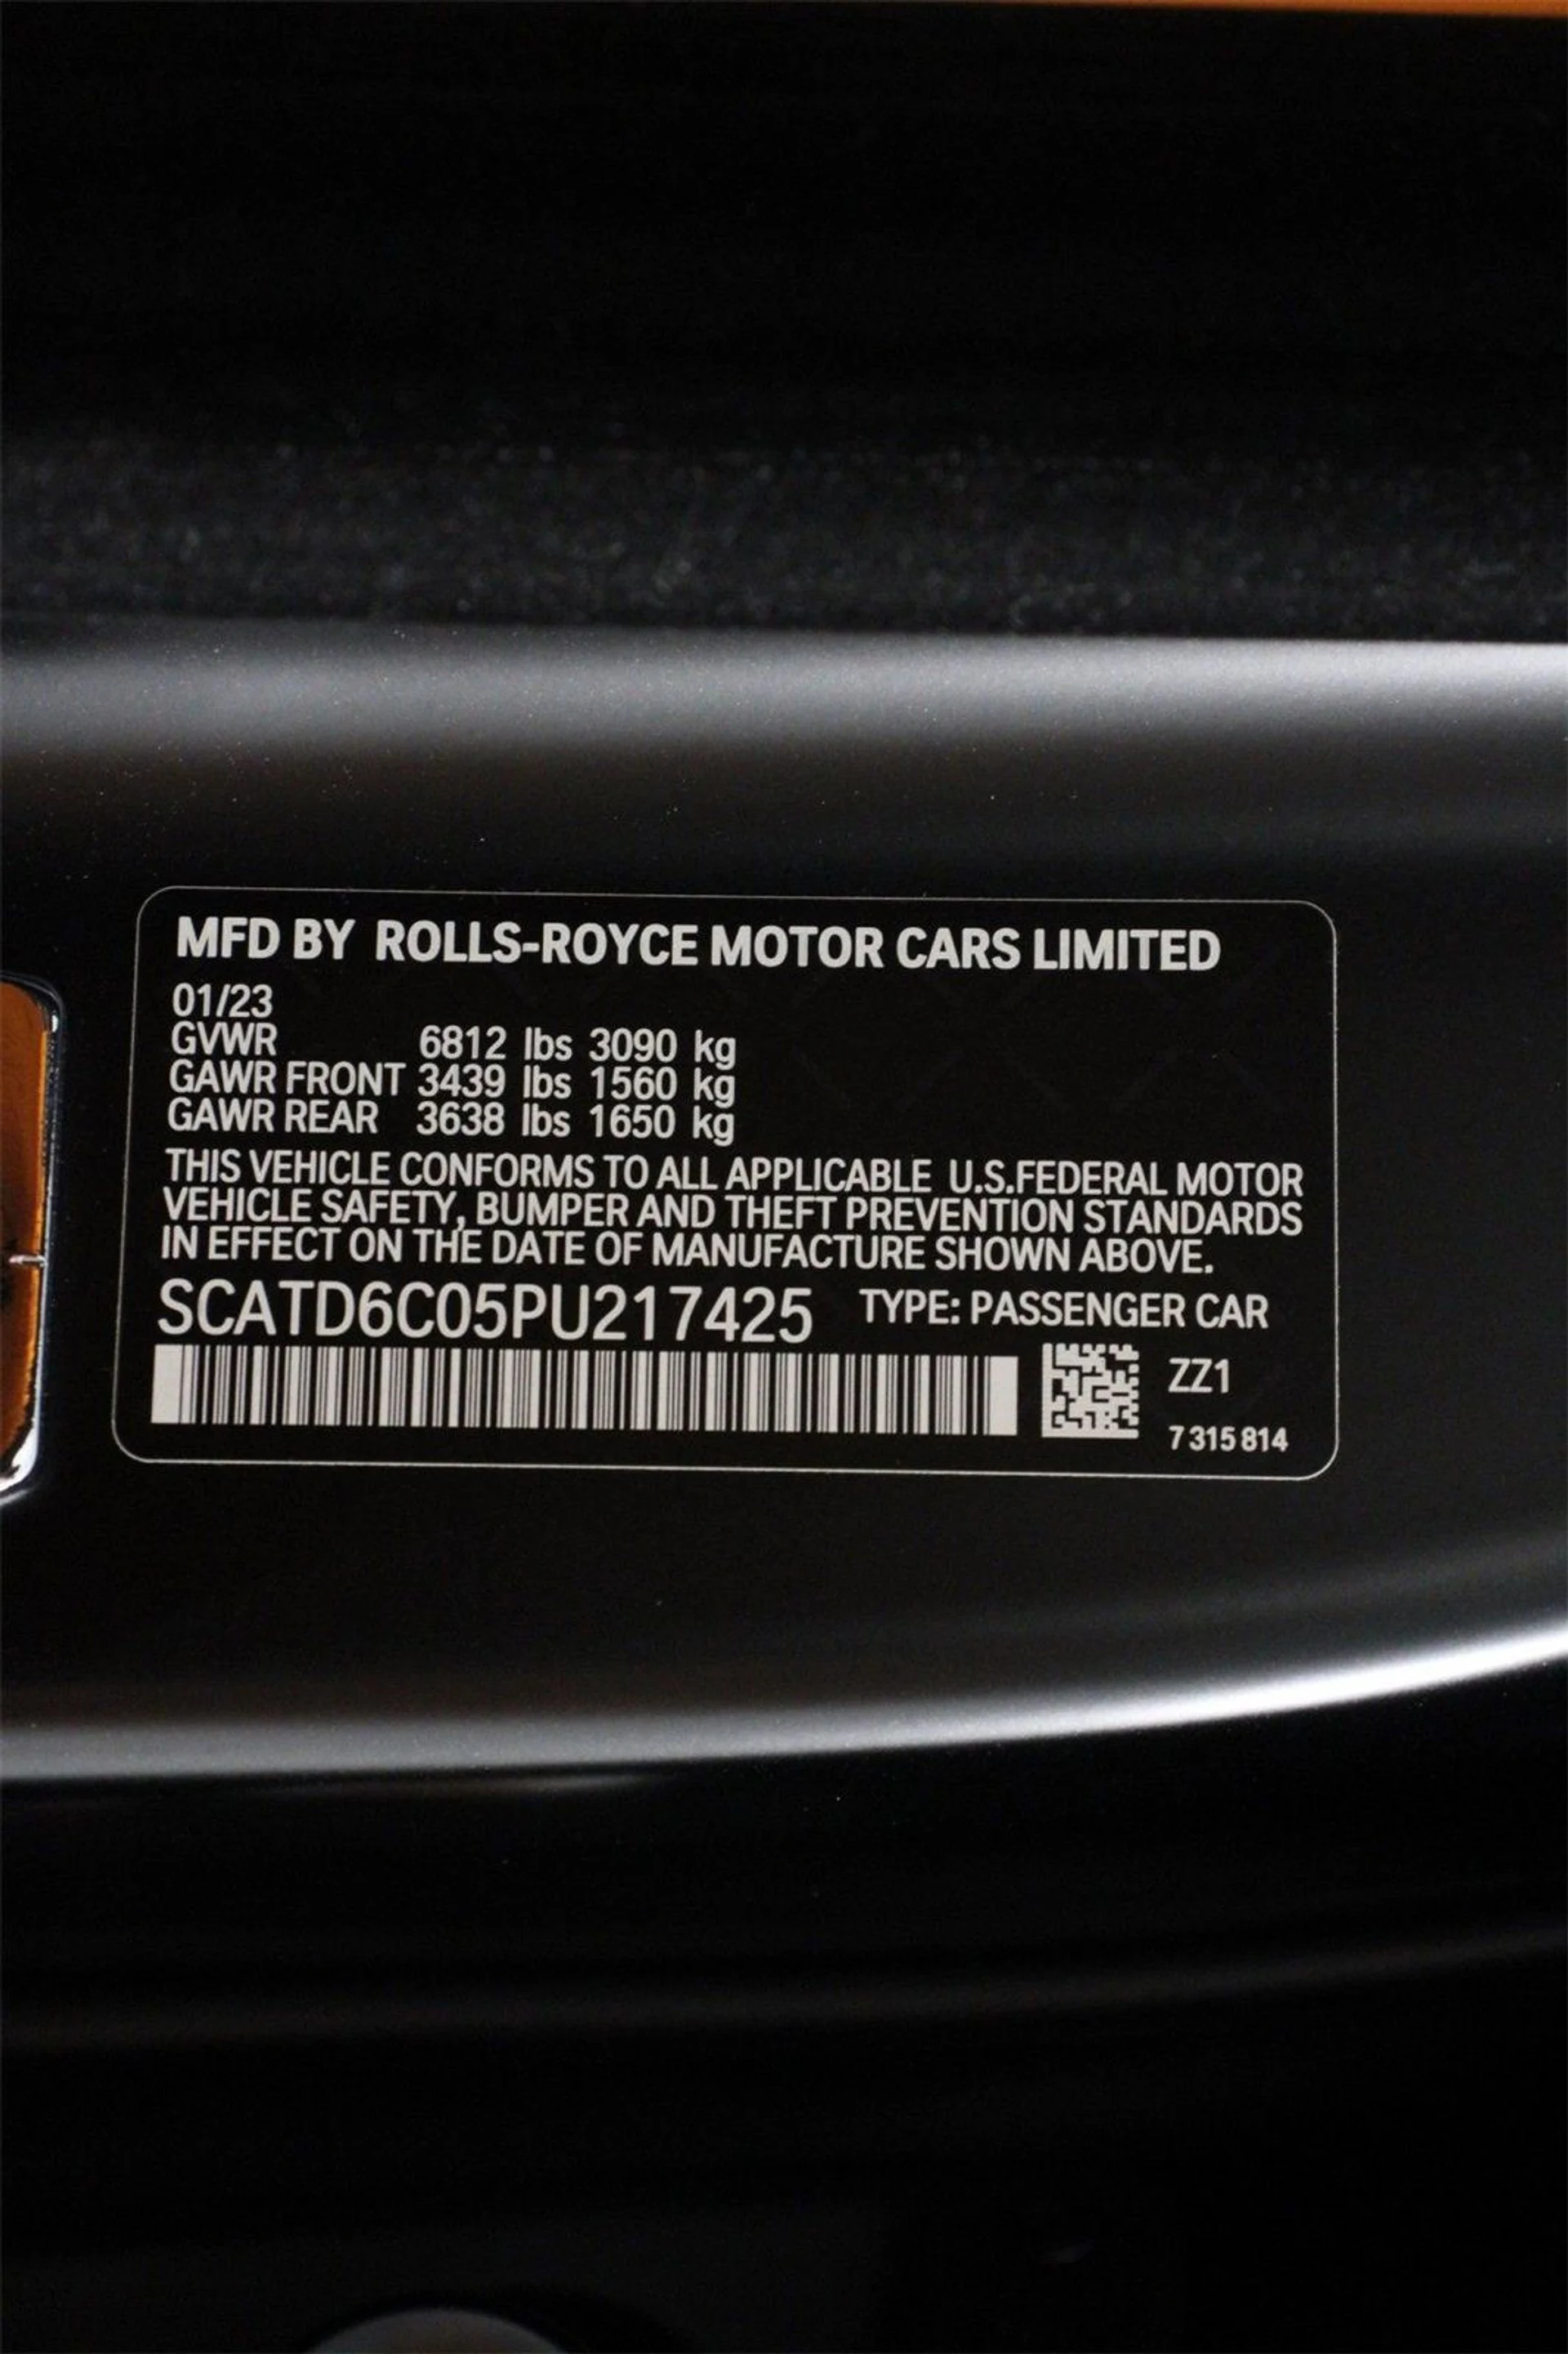 MFD BY ROLLS-ROYCE MOTOR CARS LIMITED
01/23
GVWR 6812 lbs 3090 kg
GAWR FRONT 3439 lbs 1560 kg
GAWR REAR 3638 lbs 1650 kg
THIS VEHICLE CONFORMS TO ALL APPLICABLE U.S.FEDERAL MOTOR
VEHICLE SAFETY, BUMPER AND THEFT PREVENTION STANDARDS
IN EFFECT ON THE DATE OF MANUFACTURE SHOWN ABOVE.
SCATD6C05PU217425 TYPE: PASSENGER CAR
ZZ1
7 315 814